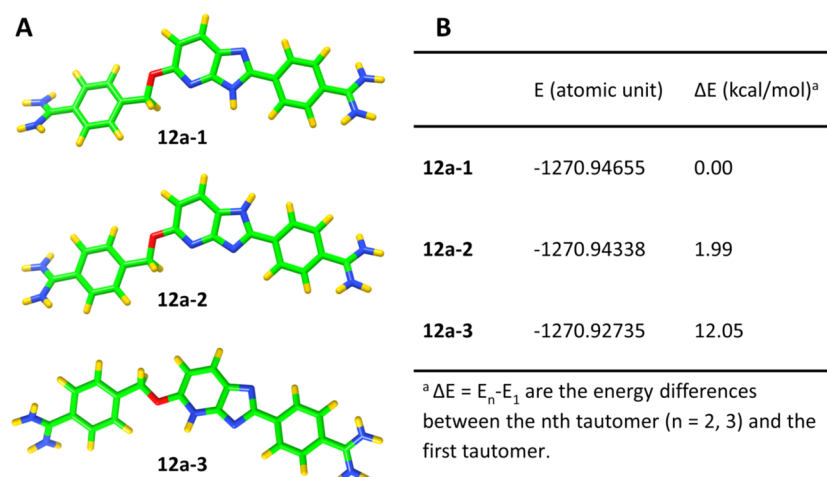 A
12a-1
12a-2
12a-3
B
E (atomic unit) ΔE (kcal/mol)ᵃ
12a-1 -1270.94655 0.00
12a-2 -1270.94338 1.99
12a-3 -1270.92735 12.05
ᵃ ΔE = Eₙ-E₁ are the energy differences
between the nth tautomer (n = 2, 3) and the
first tautomer.